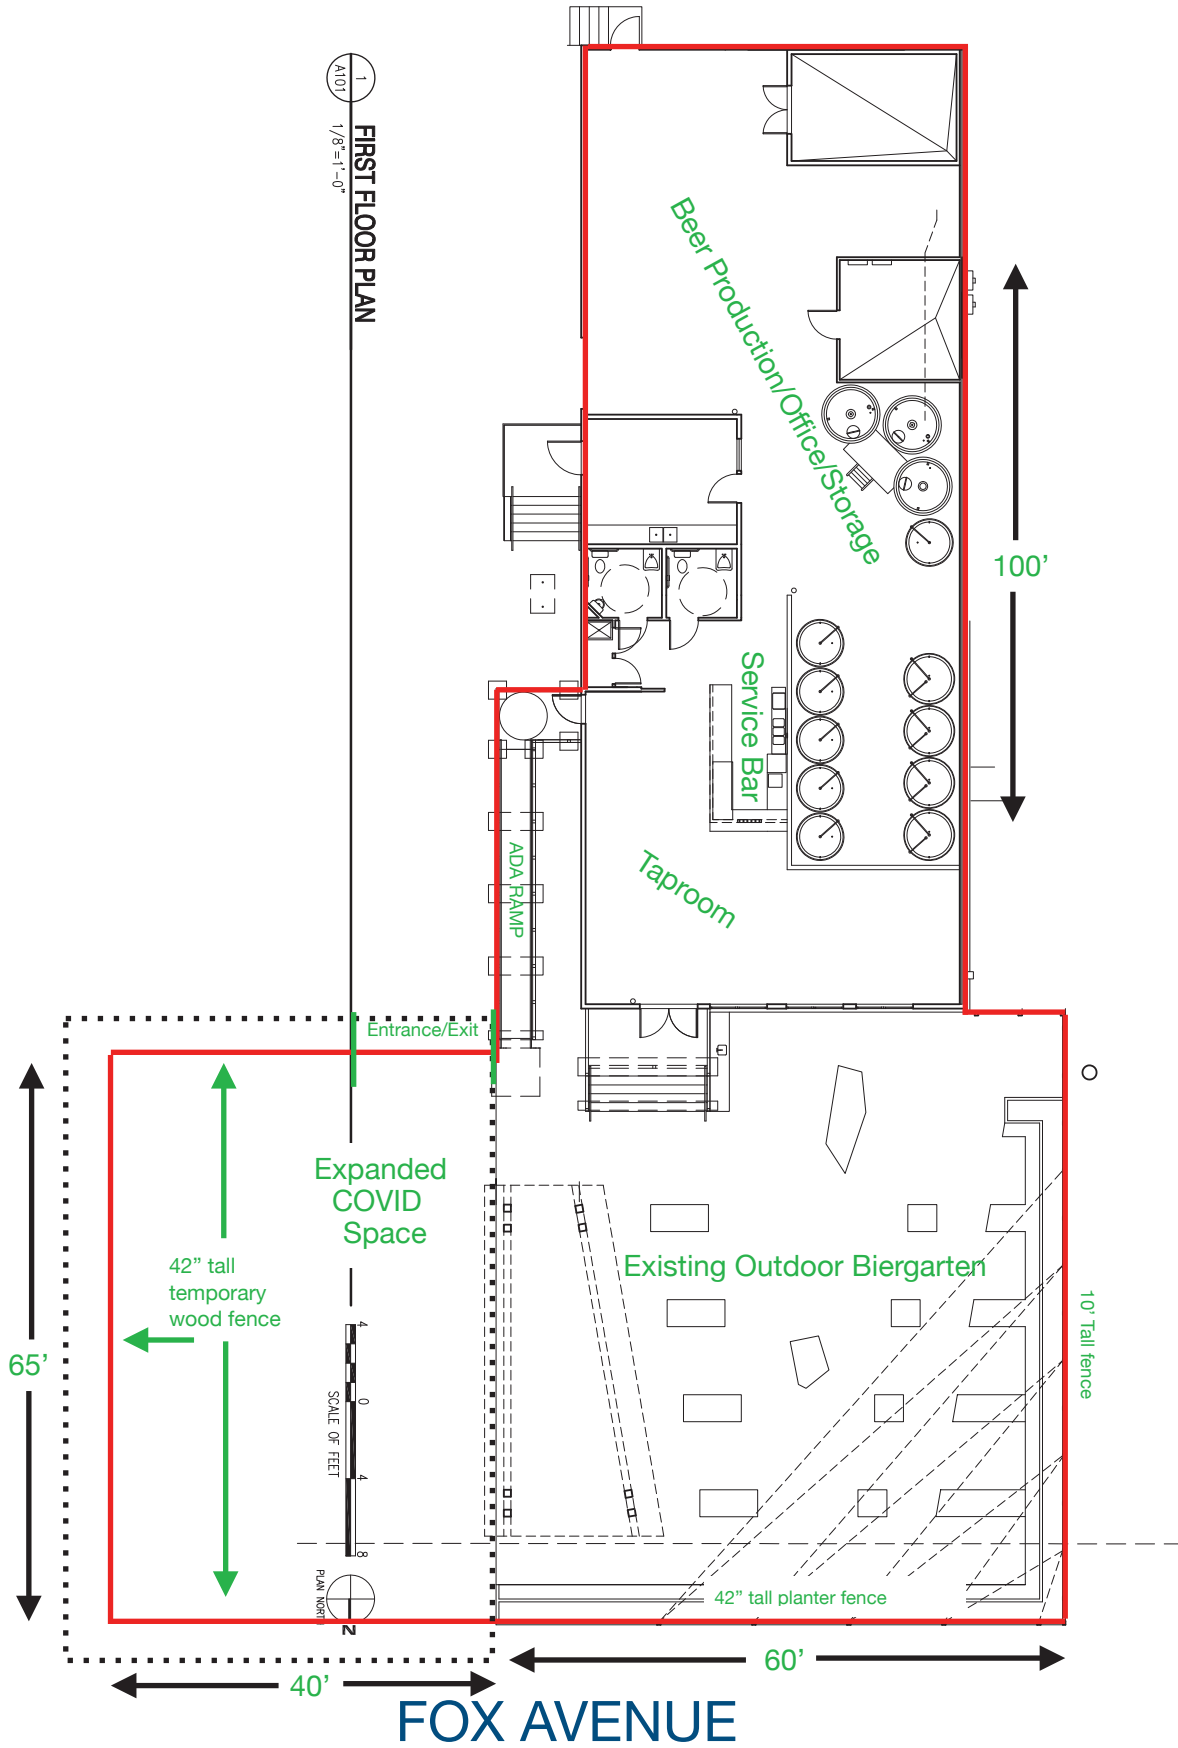 1
A101
FIRST FLOOR PLAN
1/8"=1'-0"
Beer Production/Office/Storage
100’
Service Bar
Taproom
ADA RAMP
Entrance/Exit
Expanded
COVID
Space
42” tall
temporary
wood fence
65’
Existing Outdoor Biergarten
10’ Tall fence
4
0
4
8
SCALE OF FEET
PLAN NORT
N
42” tall planter fence
40’
60’
FOX AVENUE